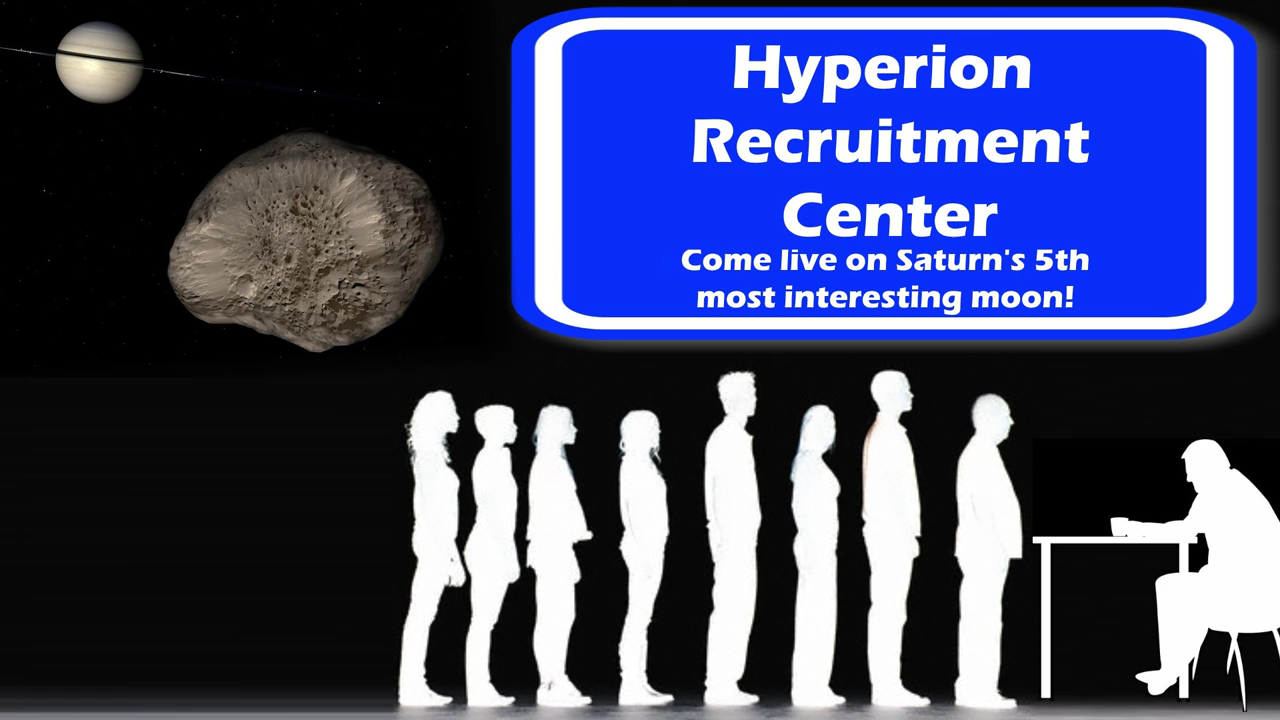 Hyperion
Recruitment
Center
Come live on Saturn's 5th
most interesting moon!